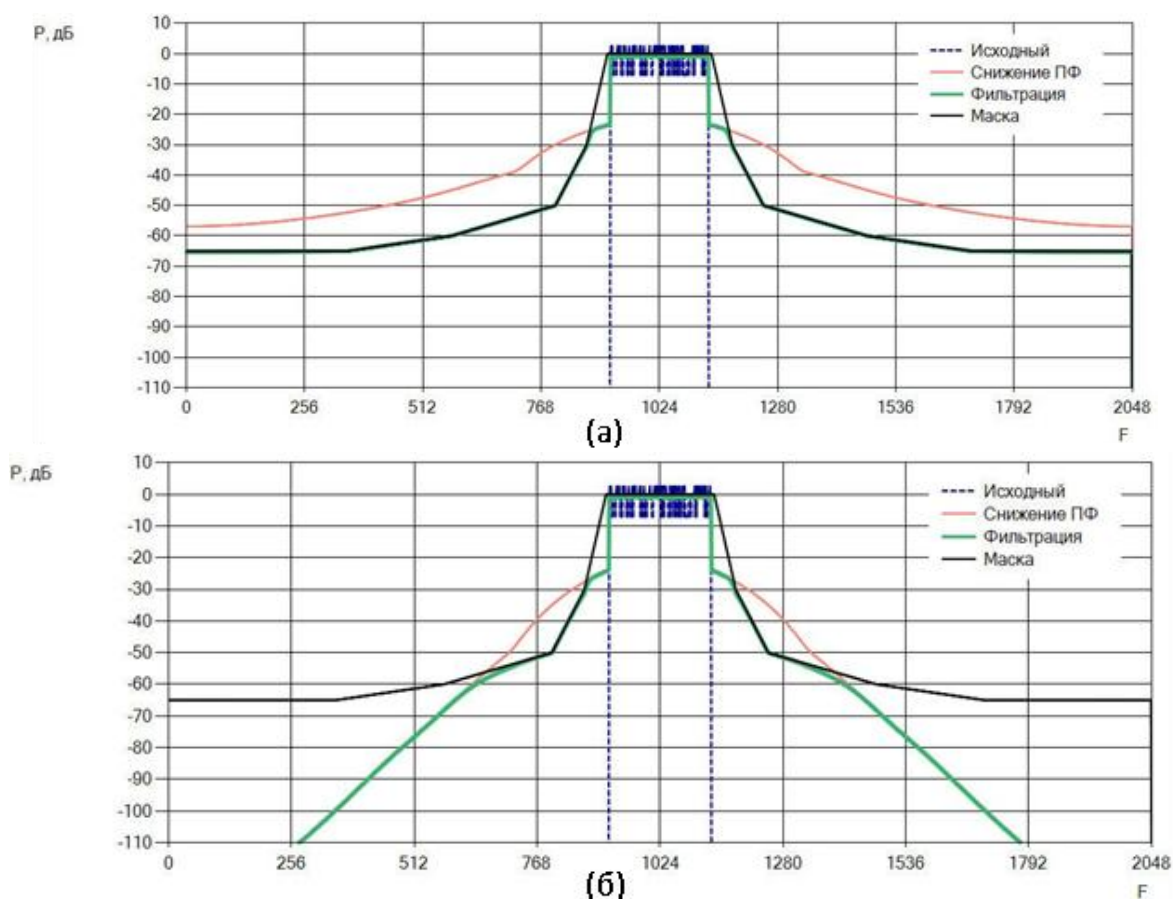 P, дБ
10
0
-10
-20
-30
-40
-50
-60
-70
-80
-90
-100
-110
Исходный
Снижение ПФ
Фильтрация
Маска
0 256 512 768 1024 1280 1536 1792 2048
(а)
F
P, дБ
10
0
-10
-20
-30
-40
-50
-60
-70
-80
-90
-100
-110
Исходный
Снижение ПФ
Фильтрация
Маска
0 256 512 768 1024 1280 1536 1792 2048
(б)
F